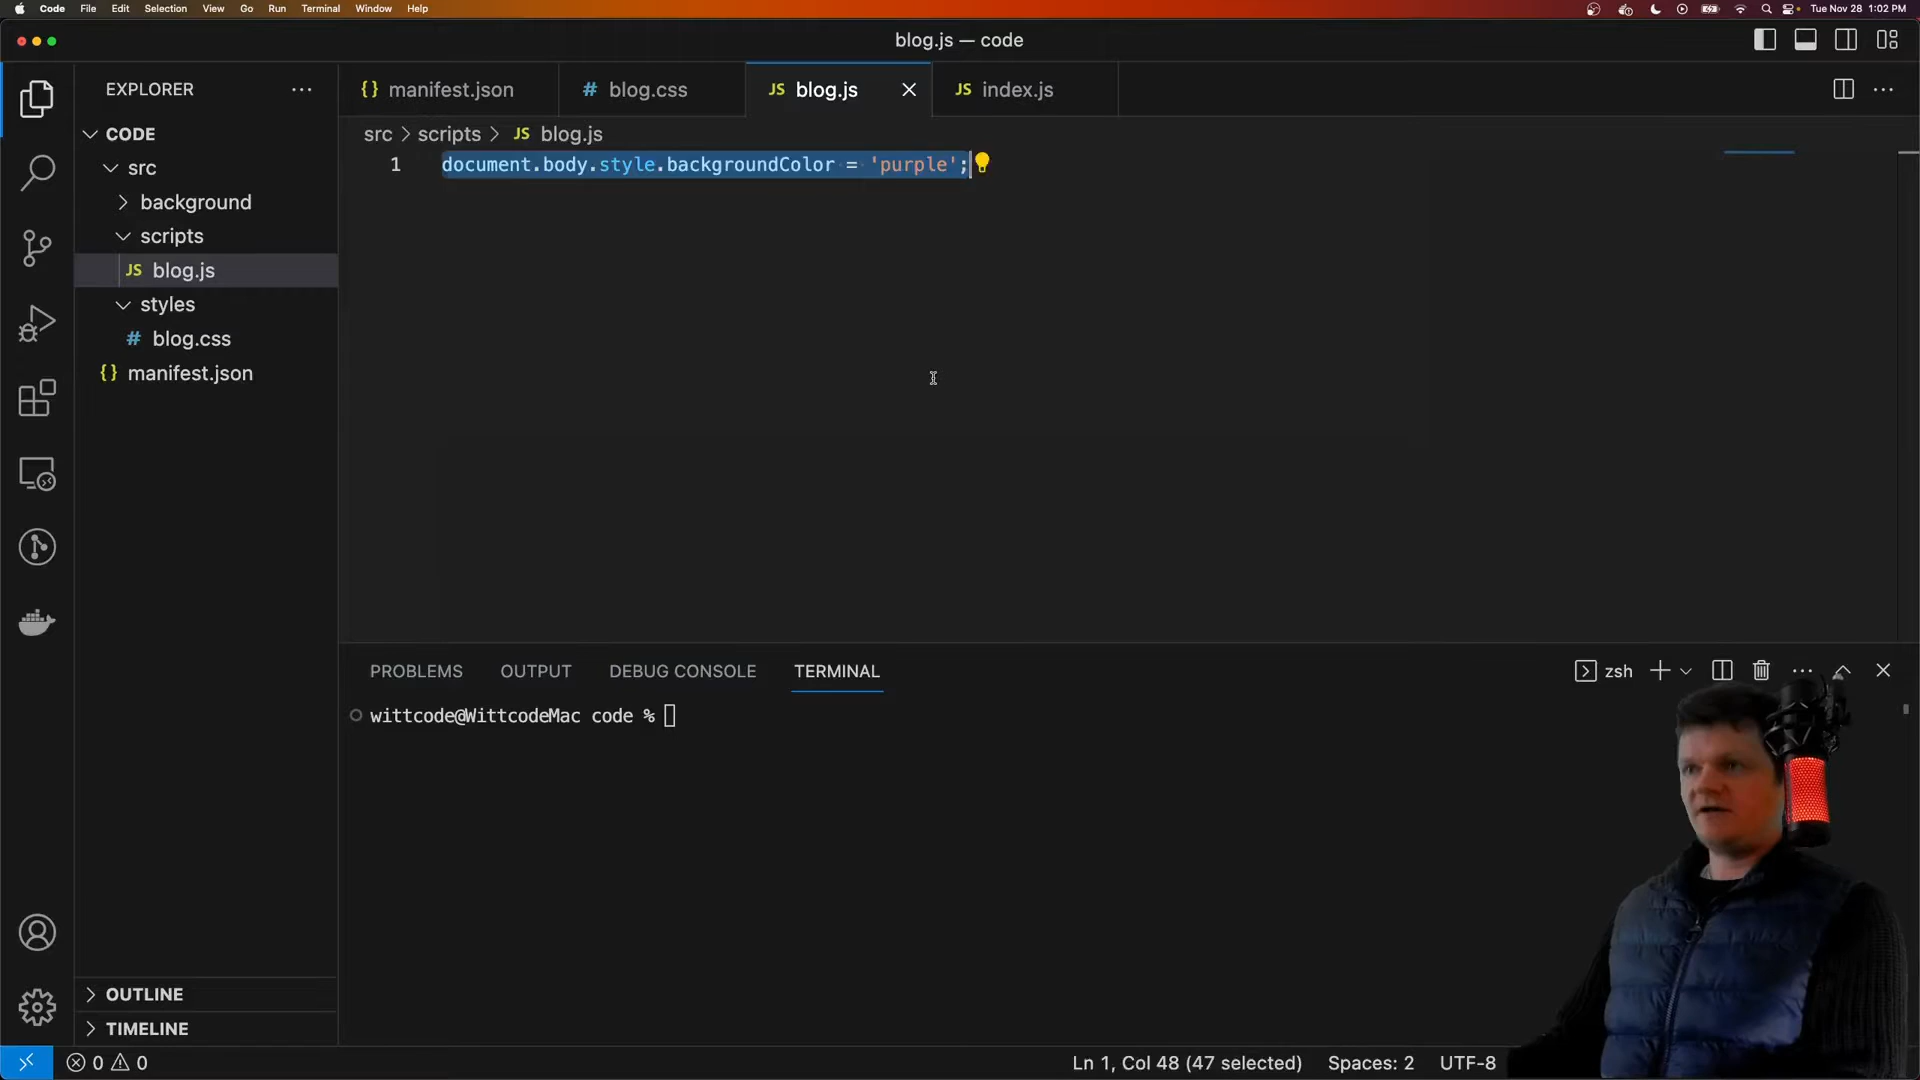 Code File Edit Selection View Go Run Terminal Window Help Tue Nov 28 1:02 PM
blog.js — code
EXPLORER
{} manifest.json # blog.css JS blog.js JS index.js
src > scripts > JS blog.js
CODE
src
background
scripts
JS blog.js
styles
# blog.css
{} manifest.json
1 document.body.style.backgroundColor = 'purple';
PROBLEMS OUTPUT DEBUG CONSOLE TERMINAL zsh
wittcode@WittcodeMac code %
OUTLINE
TIMELINE
0 0 Ln 1, Col 48 (47 selected) Spaces: 2 UTF-8